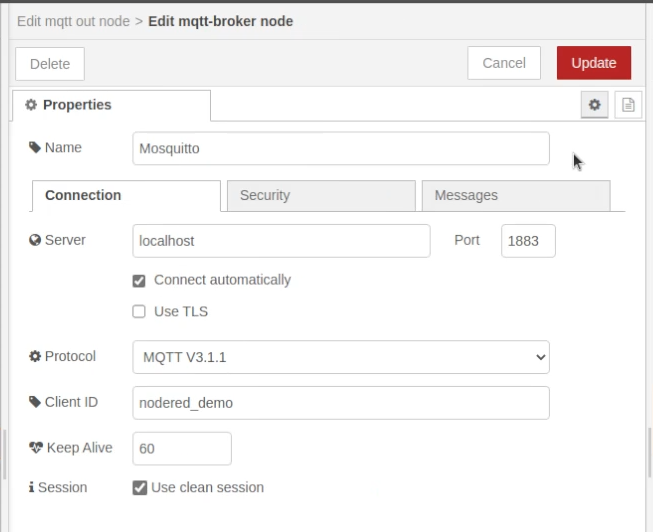 Edit mqtt out node > Edit mqtt-broker node
Delete Cancel Update
Properties
Name Mosquitto
Connection Security Messages
Server localhost Port 1883
Connect automatically
Use TLS
Protocol MQTT V3.1.1
Client ID nodered_demo
Keep Alive 60
Session Use clean session